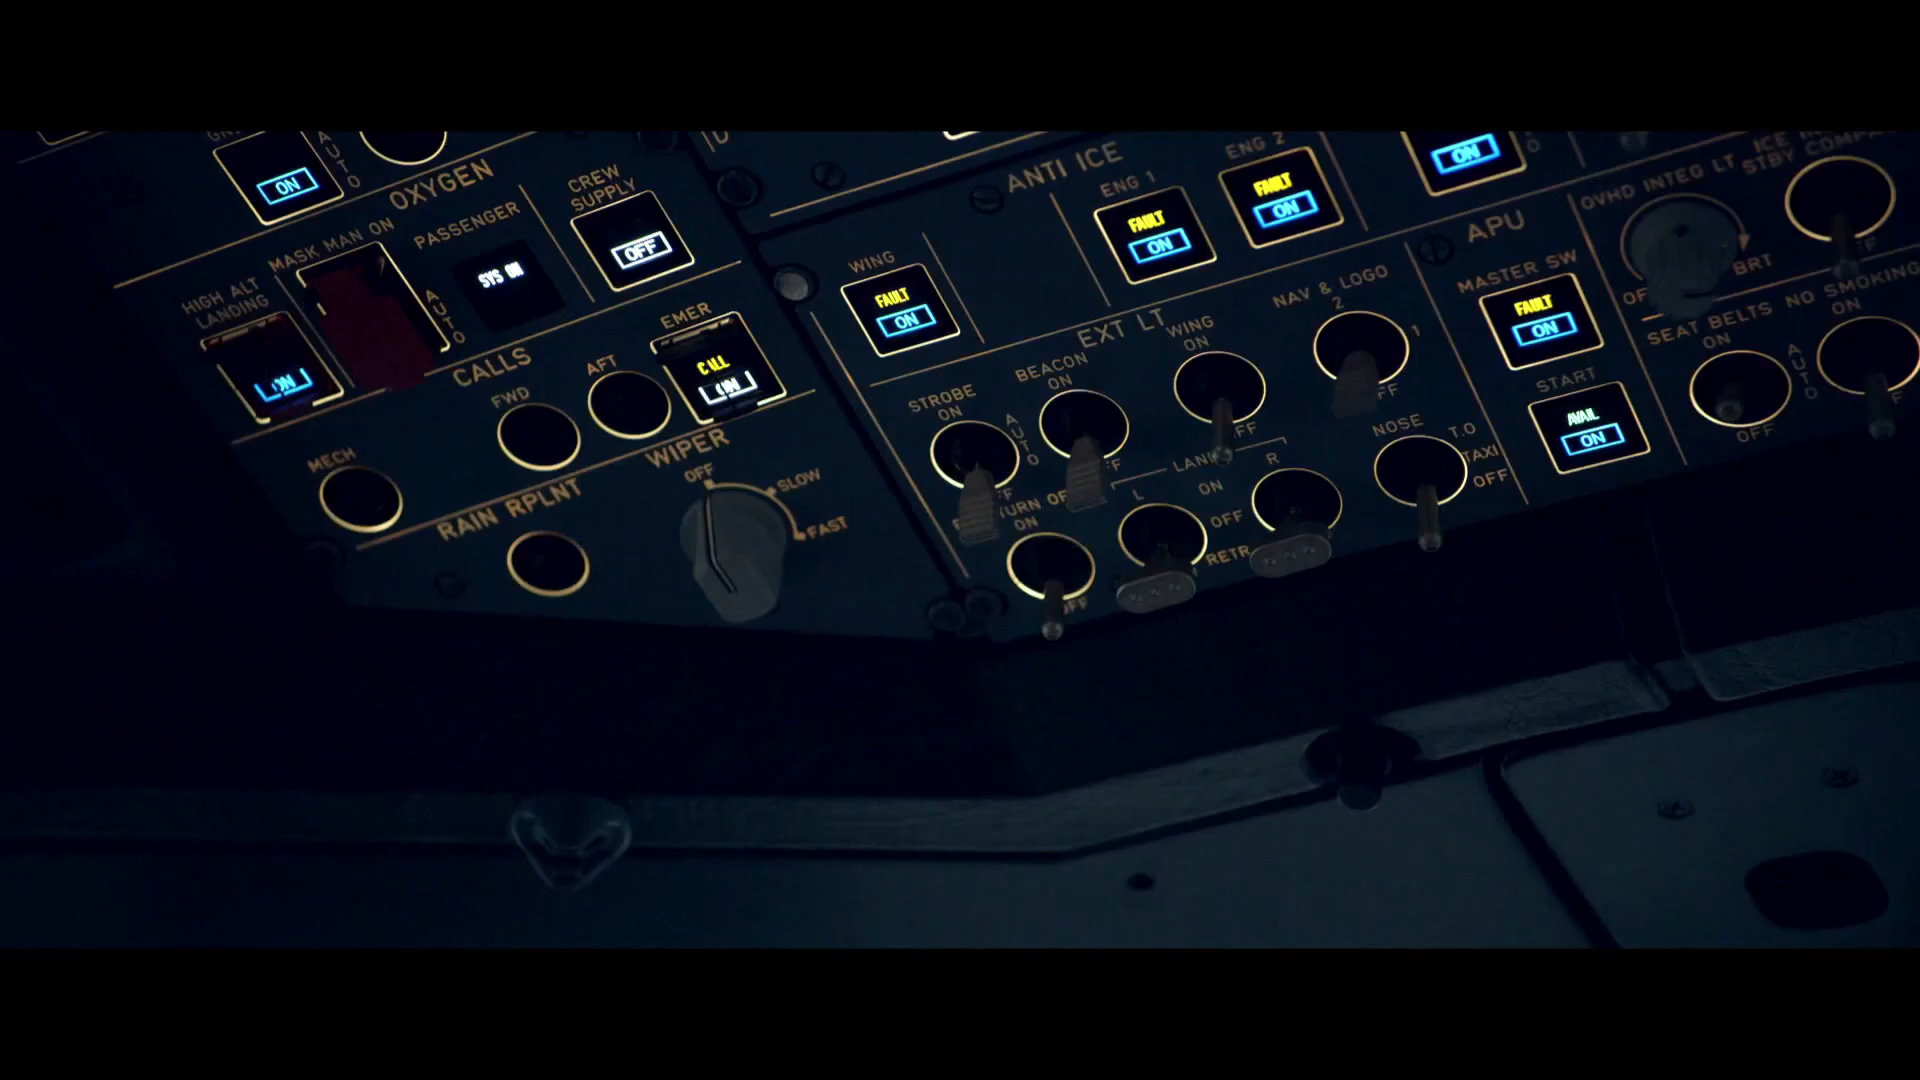 ON
AUTO
OXYGEN
CREW
SUPPLY
OFF
PASSENGER
SYS ON
MASK MAN ON
AUTO
HIGH ALT
LANDING
ON
CALLS
EMER
CALL
ON
AFT
FWD
MECH
WIPER
OFF
SLOW
FAST
RAIN RPLNT
ANTI ICE
WING
FAULT
ON
ENG 1
FAULT
ON
ENG 2
FAULT
ON
ON
EXT LT
STROBE
ON
AUTO
BEACON
ON
WING
ON
NAV & LOGO
2
1
ON
OFF
L
R
ON
OFF
RETR
NOSE
T.O
TAXI
OFF
APU
MASTER SW
FAULT
ON
START
AVAIL
ON
OVHD INTEG LT
BRT
ICE
STBY
SEAT BELTS
ON
AUTO
OFF
NO SMOKING
ON